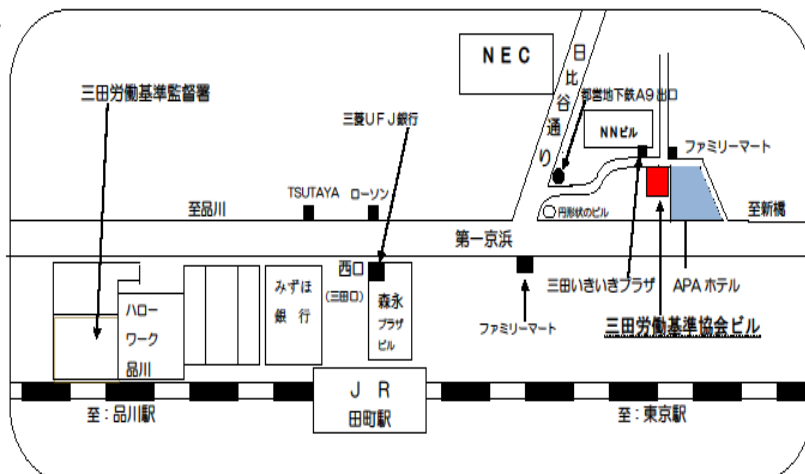 NEC
日比谷通り
三田労働基準監督署
三菱UFJ銀行
都営地下鉄A9出口
NNビル
ファミリーマート
TSUTAYA
ローソン
至品川
円形状のビル
至新橋
第一京浜
西口
(三田口)
三田いきいきプラザ
APAホテル
みずほ
銀 行
森永
プラザ
ビル
ハロー
ワーク
品川
ファミリーマート
三田労働基準協会ビル
JR
田町駅
至:品川駅
至:東京駅